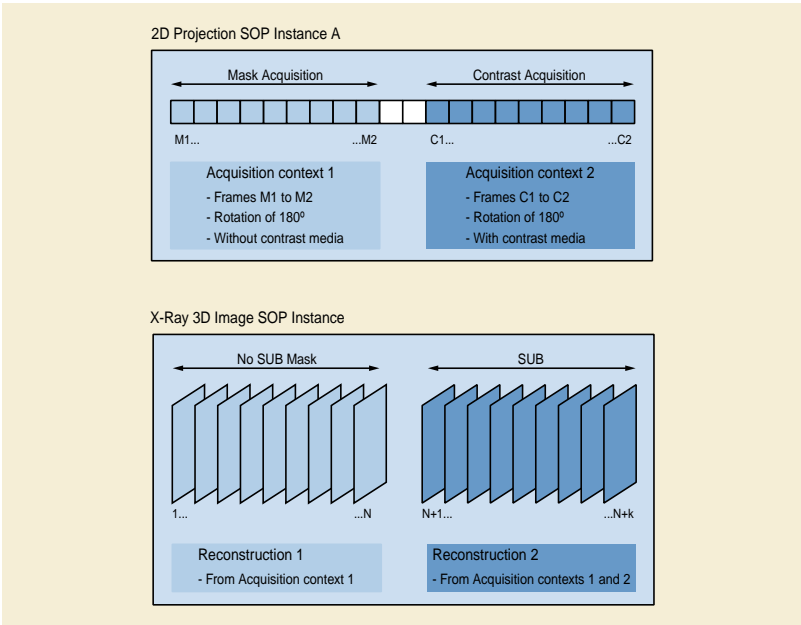 2D Projection SOP Instance A
Mask Acquisition
Contrast Acquisition
M1...
...M2
C1...
...C2
Acquisition context 1
- Frames M1 to M2
- Rotation of 180º
- Without contrast media
Acquisition context 2
- Frames C1 to C2
- Rotation of 180º
- With contrast media
X-Ray 3D Image SOP Instance
No SUB Mask
SUB
1...
...N
N+1...
...N+k
Reconstruction 1
- From Acquisition context 1
Reconstruction 2
- From Acquisition contexts 1 and 2